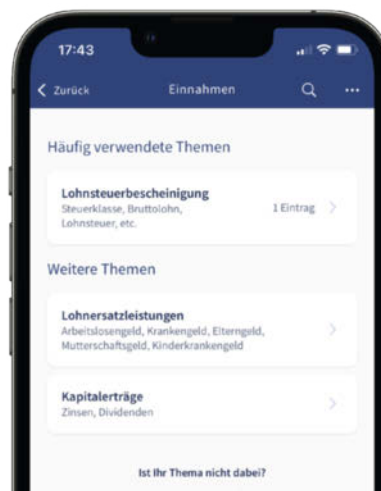 17:43
Zurück Einnahmen
Häufig verwendete Themen
Lohnsteuerbescheinigung
Steuerklasse, Bruttolohn, 1 Eintrag
Lohnsteuer, etc.
Weitere Themen
Lohnersatzleistungen
Arbeitslosengeld, Krankengeld, Elterngeld,
Mutterschaftsgeld, Kinderkrankengeld
Kapitalerträge
Zinsen, Dividenden
Ist Ihr Thema nicht dabei?